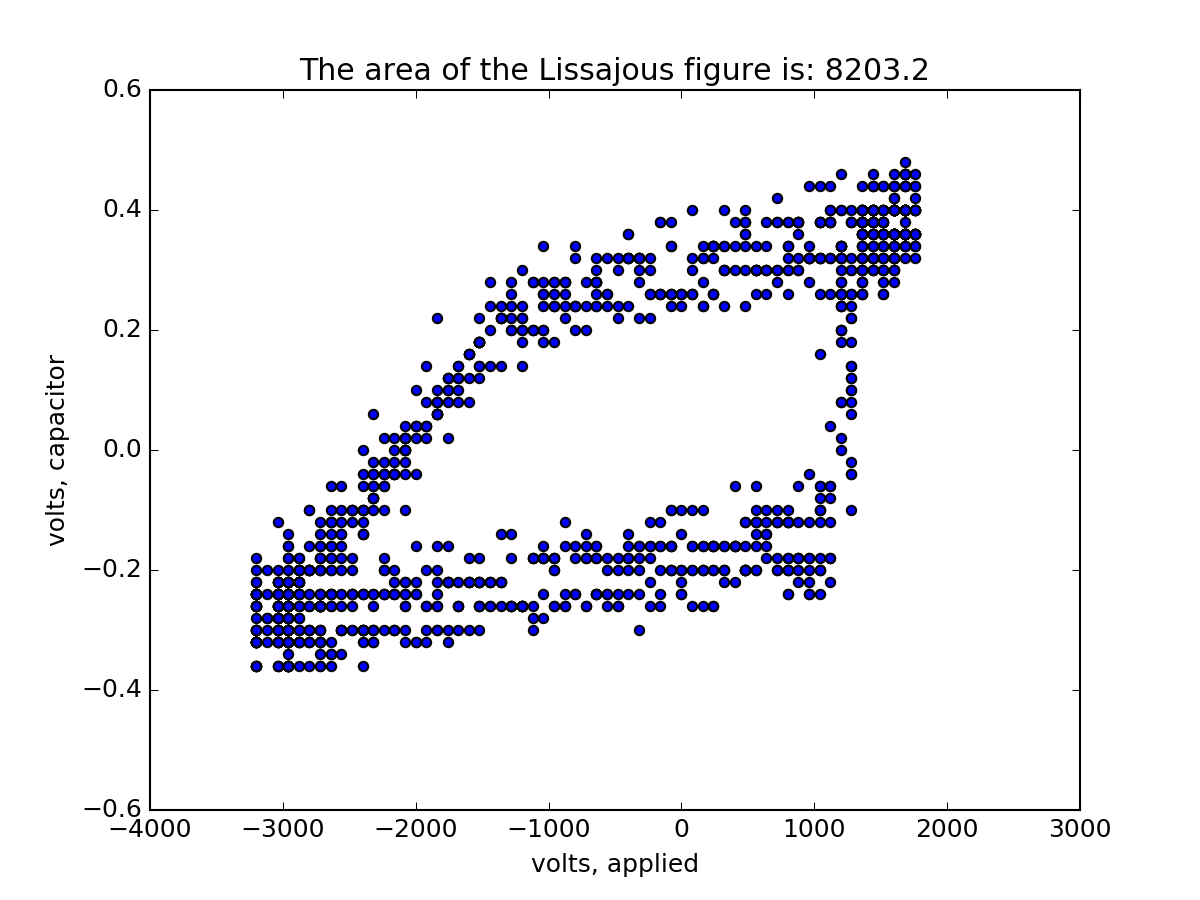 The area of the Lissajous figure is: 8203.2
0.6
0.4
0.2
0.0
−0.2
−0.4
−0.6
volts, capacitor
−4000 −3000 −2000 −1000 0 1000 2000 3000
volts, applied